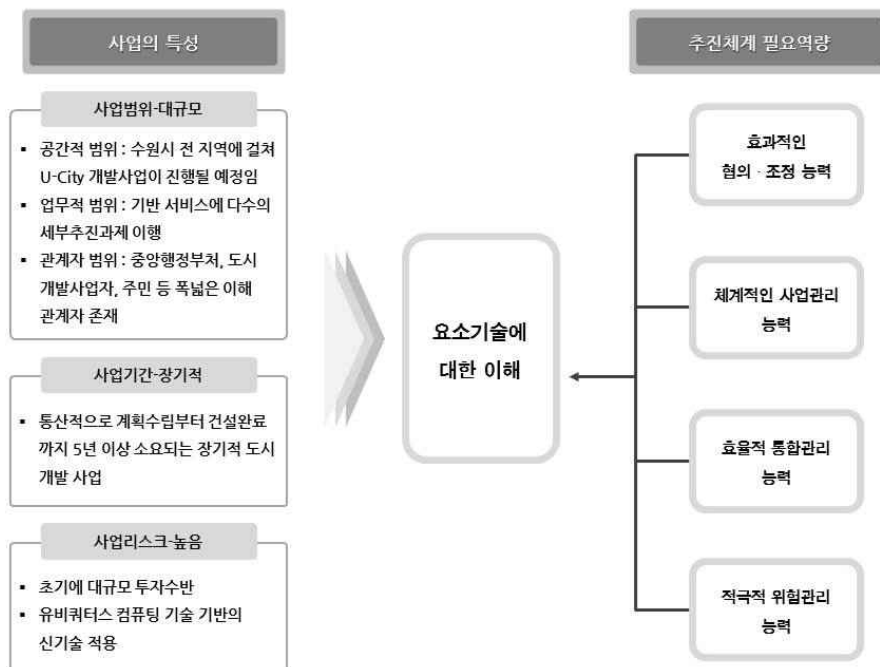 사업의 특성
사업범위-대규모
▪ 공간적 범위 : 수원시 전 지역에 걸쳐
U-City 개발사업이 진행될 예정임
▪ 업무적 범위 : 기반 서비스에 다수의
세부추진과제 이행
▪ 관계자 범위 : 중앙행정부처, 도시
개발사업자, 주민 등 폭넓은 이해
관계자 존재
사업기간-장기적
▪ 통산적으로 계획수립부터 건설완료
까지 5년 이상 소요되는 장기적 도시
개발 사업
사업리스크-높음
▪ 초기에 대규모 투자수반
▪ 유비쿼터스 컴퓨팅 기술 기반의
신기술 적용
요소기술에
대한 이해
추진체계 필요역량
효과적인
협의 · 조정 능력
체계적인 사업관리
능력
효율적 통합관리
능력
적극적 위험관리
능력